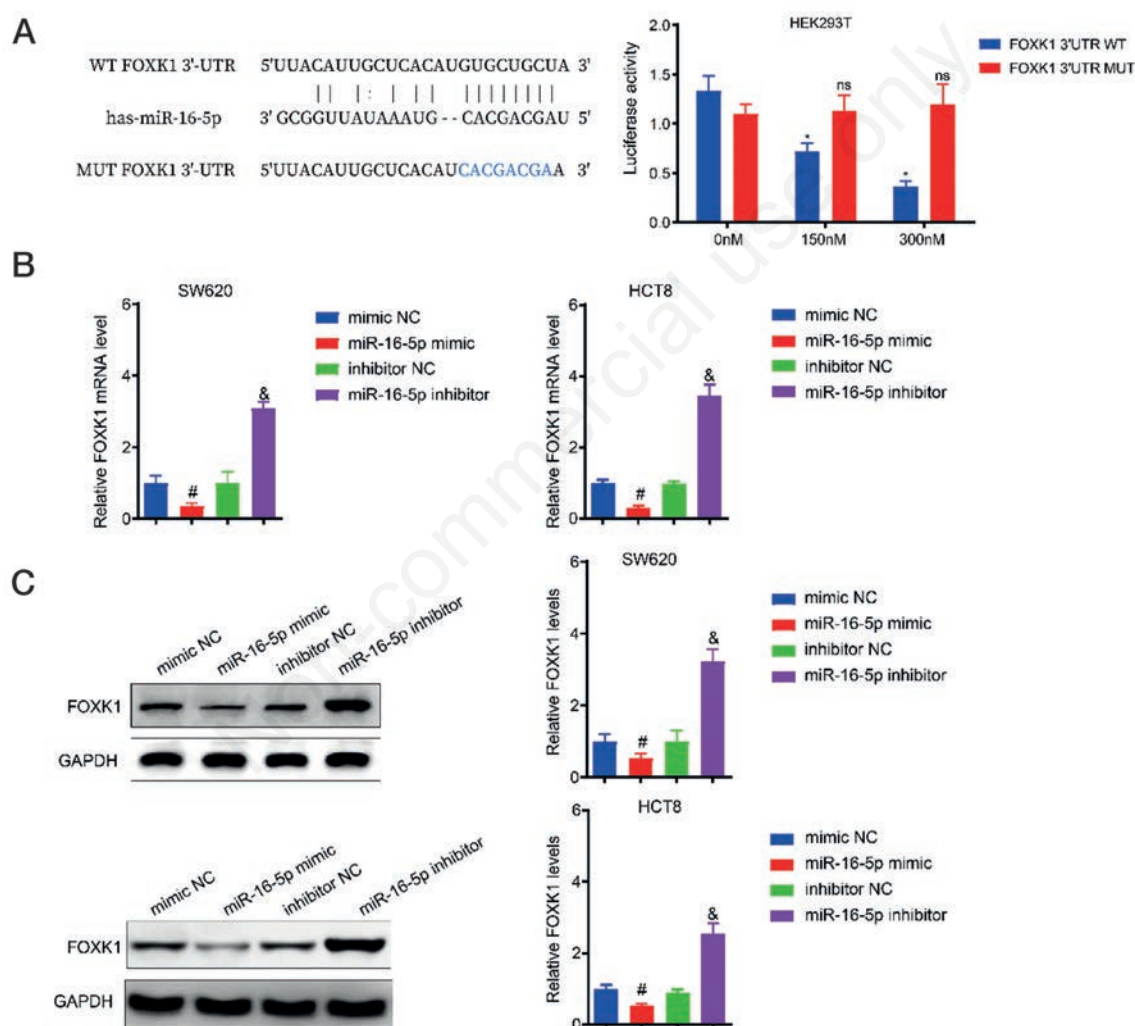 A
WT FOXK1 3'-UTR 5'UUACAUUGCUCACAUGUGCUGCUA 3'
has-miR-16-5p 3' GCGGUUAUAAAUG - - CACGACGAU 5'
MUT FOXK1 3'-UTR 5'UUACAUUGCUCACAUCACGACGAA 3'
HEK293T
FOXK1 3'UTR WT
FOXK1 3'UTR MUT
Luciferase activity
2.0
1.5
1.0
0.5
0.0
* ns * ns
0nM 150nM 300nM
B
SW620
Relative FOXK1 mRNA level
6
4
2
0
# &
mimic NC
miR-16-5p mimic
inhibitor NC
miR-16-5p inhibitor
HCT8
Relative FOXK1 mRNA level
6
4
2
0
# &
mimic NC
miR-16-5p mimic
inhibitor NC
miR-16-5p inhibitor
C
mimic NC miR-16-5p mimic inhibitor NC miR-16-5p inhibitor
FOXK1
GAPDH
SW620
Relative FOXK1 levels
6
4
2
0
# &
mimic NC
miR-16-5p mimic
inhibitor NC
miR-16-5p inhibitor
mimic NC miR-16-5p mimic inhibitor NC miR-16-5p inhibitor
FOXK1
GAPDH
HCT8
Relative FOXK1 levels
6
4
2
0
# &
mimic NC
miR-16-5p mimic
inhibitor NC
miR-16-5p inhibitor
Non-commercial use only